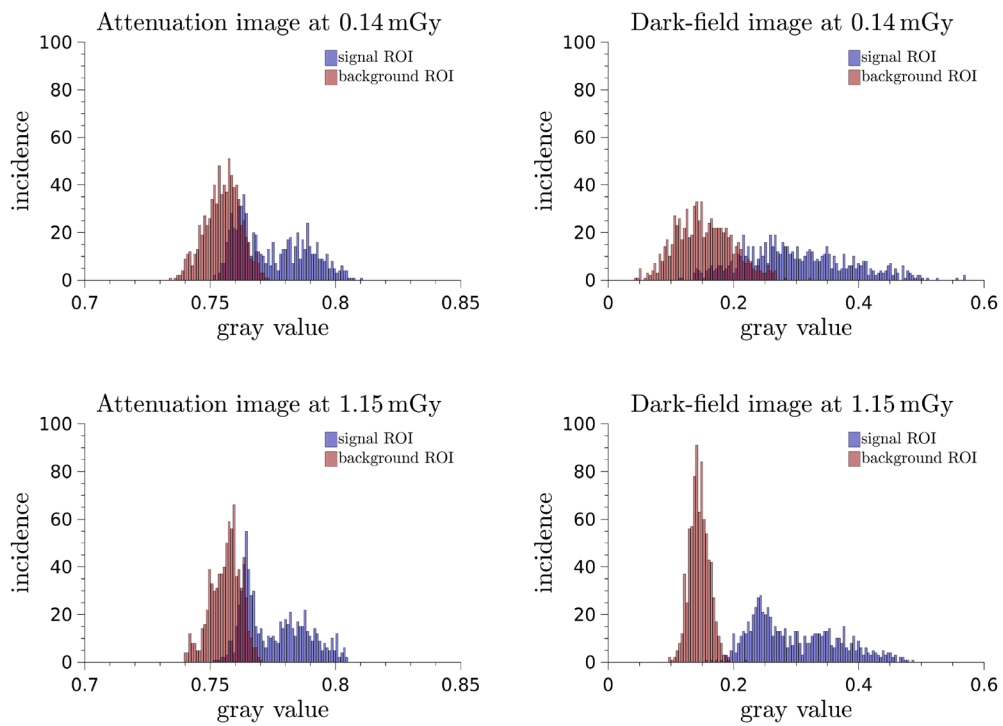 Attenuation image at 0.14 mGy
100
80
60
40
20
0
incidence
signal ROI
background ROI
0.7 0.75 0.8 0.85
gray value
Dark-field image at 0.14 mGy
100
80
60
40
20
0
incidence
signal ROI
background ROI
0 0.2 0.4 0.6
gray value
Attenuation image at 1.15 mGy
100
80
60
40
20
0
incidence
signal ROI
background ROI
0.7 0.75 0.8 0.85
gray value
Dark-field image at 1.15 mGy
100
80
60
40
20
0
incidence
signal ROI
background ROI
0 0.2 0.4 0.6
gray value